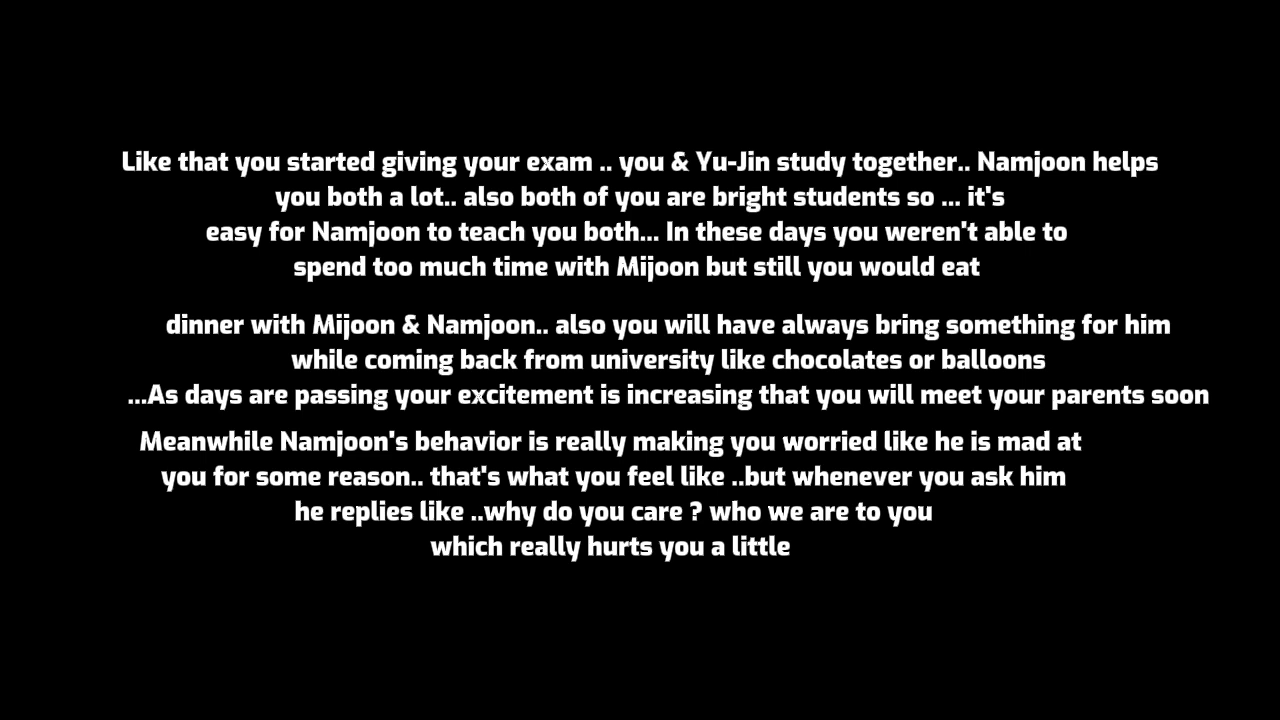 Like that you started giving your exam .. you & Yu-Jin study together.. Namjoon helps
you both a lot.. also both of you are bright students so ... it's
easy for Namjoon to teach you both... In these days you weren't able to
spend too much time with Mijoon but still you would eat
dinner with Mijoon & Namjoon.. also you will have always bring something for him
while coming back from university like chocolates or balloons
...As days are passing your excitement is increasing that you will meet your parents soon
Meanwhile Namjoon's behavior is really making you worried like he is mad at
you for some reason.. that's what you feel like ..but whenever you ask him
he replies like ..why do you care ? who we are to you
which really hurts you a little